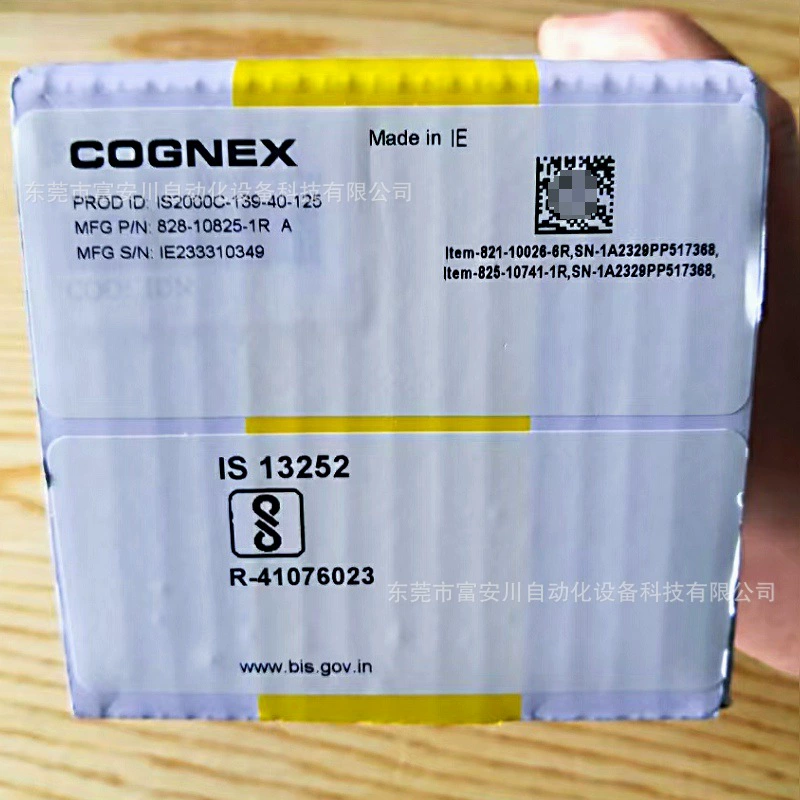 COGNEX
Made in IE
东莞市富安川自动化设备科技有限公司
PROD ID: IS2000C-139-40-125
MFG P/N: 828-10825-1R A
MFG S/N: IE233310349
Item-821-10026-6R,SN-1A2329PP517368,
Item-825-10741-1R,SN-1A2329PP517368,
IS 13252
R-41076023
东莞市富安川自动化设备科技有限公司
www.bis.gov.in